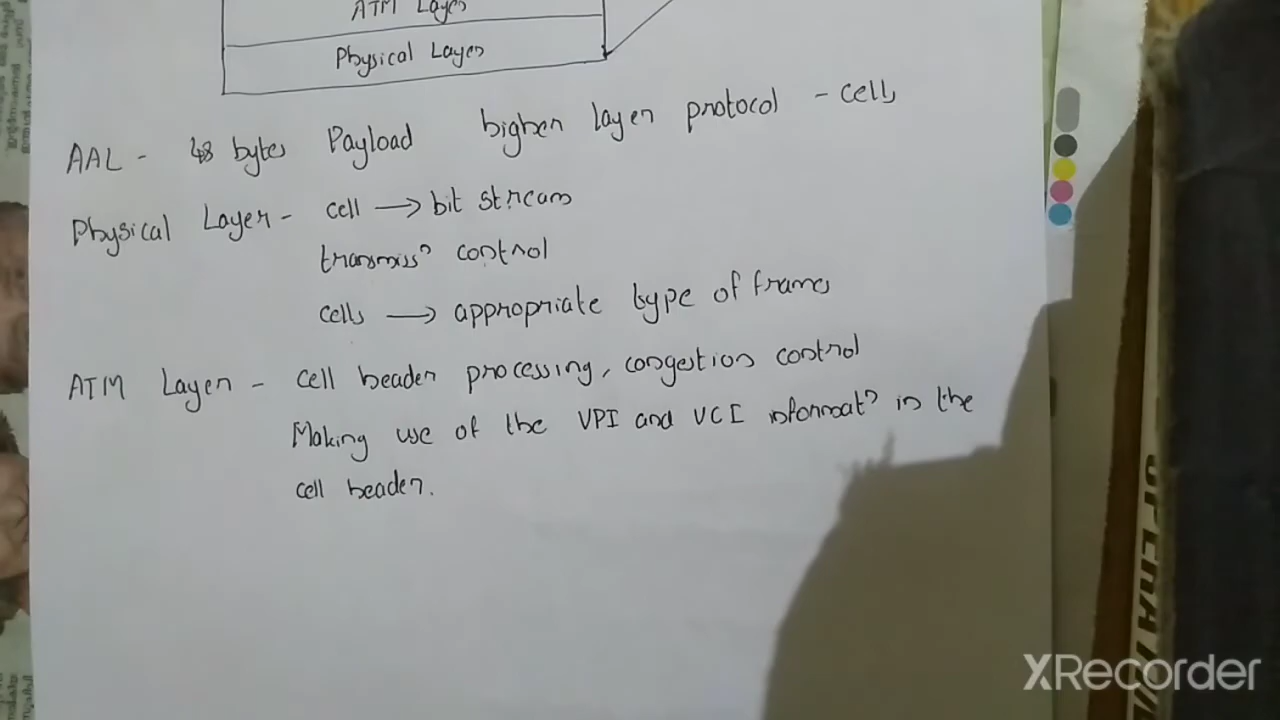 ATM Layer
Physical Layer
AAL - 48 bytes Payload higher layer protocol - cells
Physical Layer - cell → bit stream
transmissn control
cells → appropriate type of frames
ATM Layer - cell header processing, congestion control
Making use of the VPI and VCI informatn in the
cell header.
XRecorder